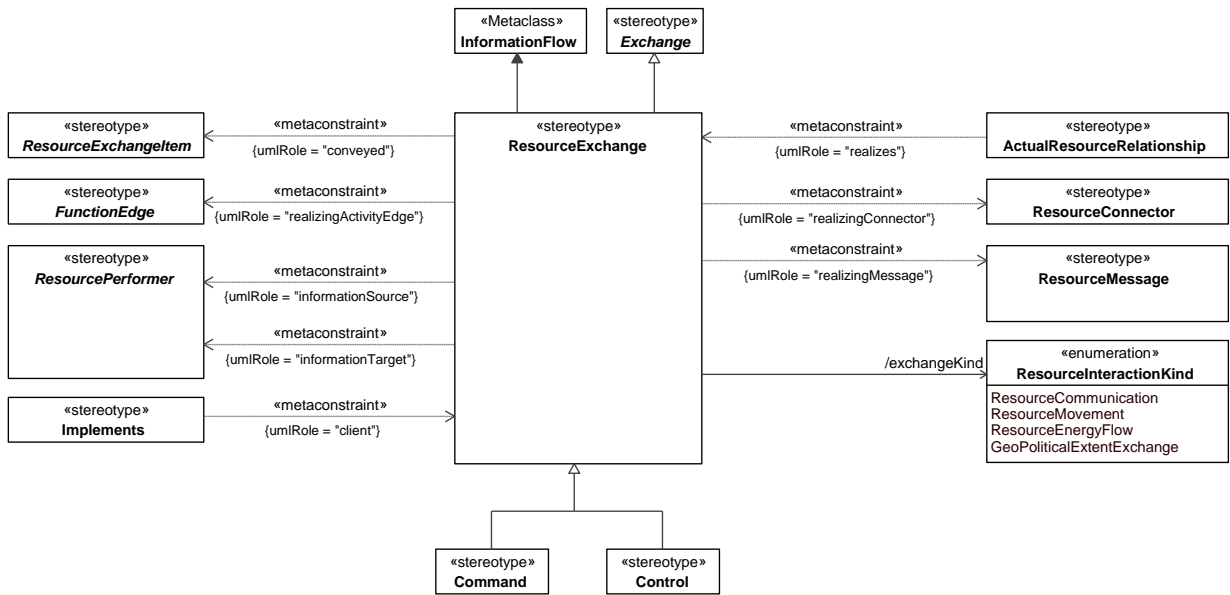 «Metaclass»
InformationFlow
«stereotype»
Exchange
«stereotype»
ResourceExchangeItem
«metaconstraint»
{umlRole = "conveyed"}
«stereotype»
FunctionEdge
«metaconstraint»
{umlRole = "realizingActivityEdge"}
«stereotype»
ResourcePerformer
«metaconstraint»
{umlRole = "informationSource"}
«metaconstraint»
{umlRole = "informationTarget"}
«stereotype»
Implements
«metaconstraint»
{umlRole = "client"}
«stereotype»
ResourceExchange
«metaconstraint»
{umlRole = "realizes"}
«stereotype»
ActualResourceRelationship
«metaconstraint»
{umlRole = "realizingConnector"}
«stereotype»
ResourceConnector
«metaconstraint»
{umlRole = "realizingMessage"}
«stereotype»
ResourceMessage
/exchangeKind
«enumeration»
ResourceInteractionKind
ResourceCommunication
ResourceMovement
ResourceEnergyFlow
GeoPoliticalExtentExchange
«stereotype»
Command
«stereotype»
Control